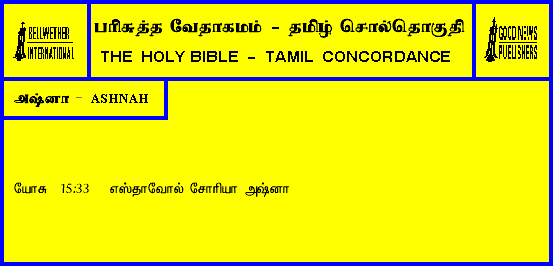 BELLWETHER
INTERNATIONAL
பரிசுத்த வேதாகமம் - தமிழ் சொல்தொகுதி
THE HOLY BIBLE - TAMIL CONCORDANCE
GOOD NEWS
PUBLISHERS
அஷ்னா - ASHNAH
யோசு 15:33 எஸ்தாவோல் சோரியா அஷ்னா